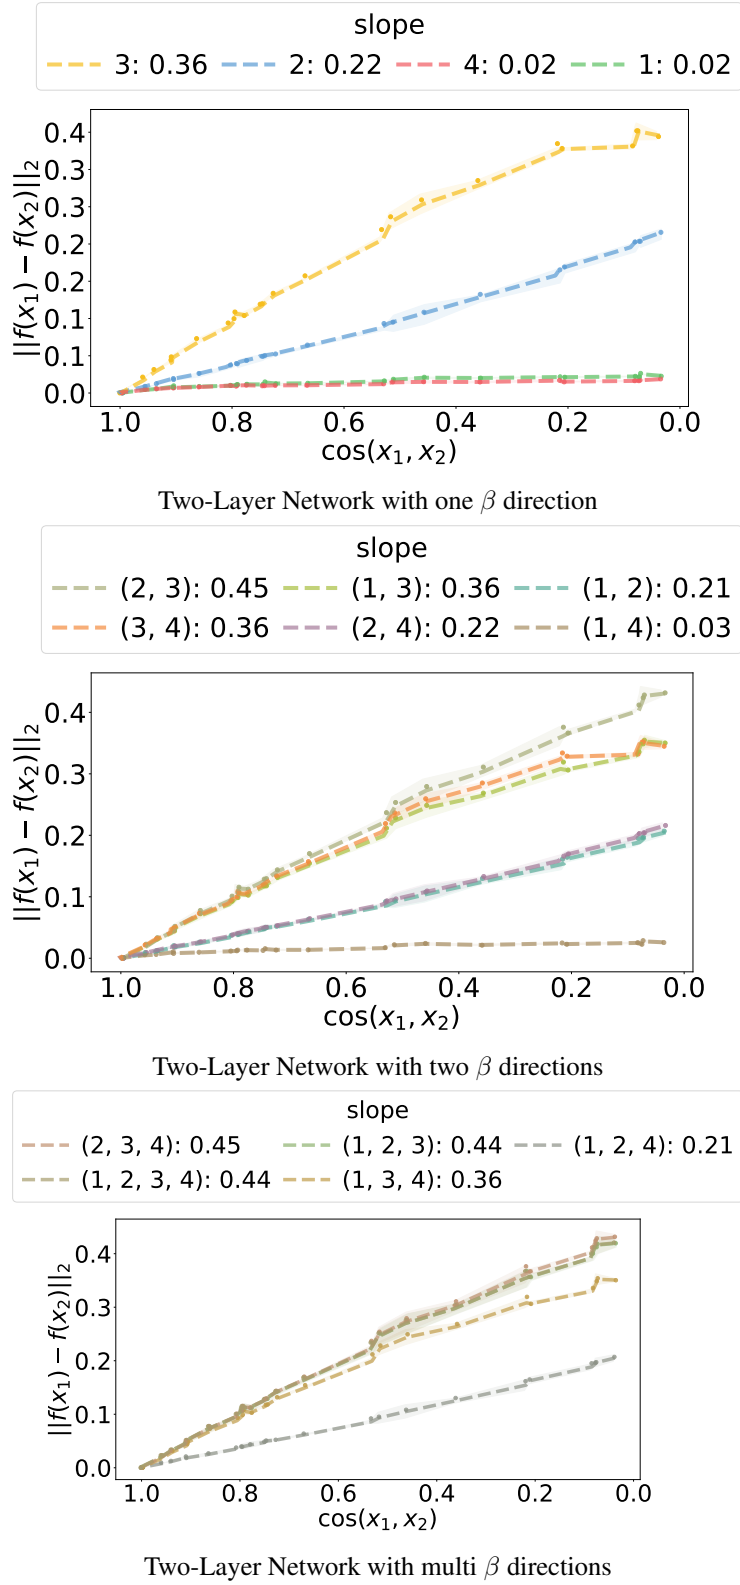 slope
3: 0.36 2: 0.22 4: 0.02 1: 0.02
0.4
0.3
0.3
0.2
0.2
0.1
0.1
0.0
||f(x₁) − f(x₂)||₂
1.0 0.8 0.6 0.4 0.2 0.0
cos(x₁, x₂)
Two-Layer Network with one β direction
slope
(2, 3): 0.45 (1, 3): 0.36 (1, 2): 0.21
(3, 4): 0.36 (2, 4): 0.22 (1, 4): 0.03
0.4
0.3
0.2
0.1
0.0
||f(x₁) − f(x₂)||₂
1.0 0.8 0.6 0.4 0.2 0.0
cos(x₁, x₂)
Two-Layer Network with two β directions
slope
(2, 3, 4): 0.45 (1, 2, 3): 0.44 (1, 2, 4): 0.21
(1, 2, 3, 4): 0.44 (1, 3, 4): 0.36
0.4
0.3
0.2
0.1
0.0
||f(x₁) − f(x₂)||₂
1.0 0.8 0.6 0.4 0.2 0.0
cos(x₁, x₂)
Two-Layer Network with multi β directions